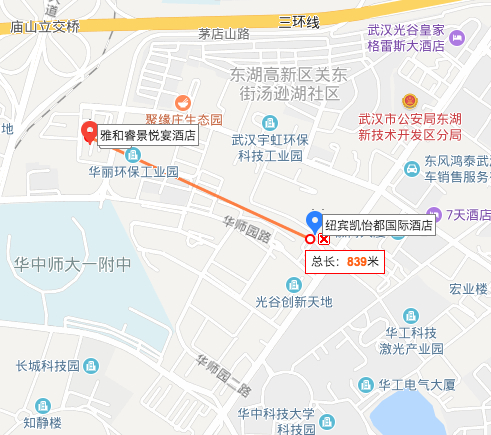 三环线
庙山立交桥
大道
茅店山路
武汉光谷皇家
格雷斯大酒店
东湖高新区关东
街汤逊湖社区
聚缘庄生态园
武汉市公安局东湖
新技术开发区分局
地
雅和睿景悦宴酒店
武汉宇虹环保
科技工业园
华丽环保工业园
东风鸿泰武汉
车销售服务
7天酒店
华师园路
纽宾凯怡都国际酒店
总长：839米
华中师大一附中
光谷创新天地
宏业楼
华工科技
激光产业园
长城科技园
华师园二路
华工电气大厦
知静楼
华中科技大学
科技园